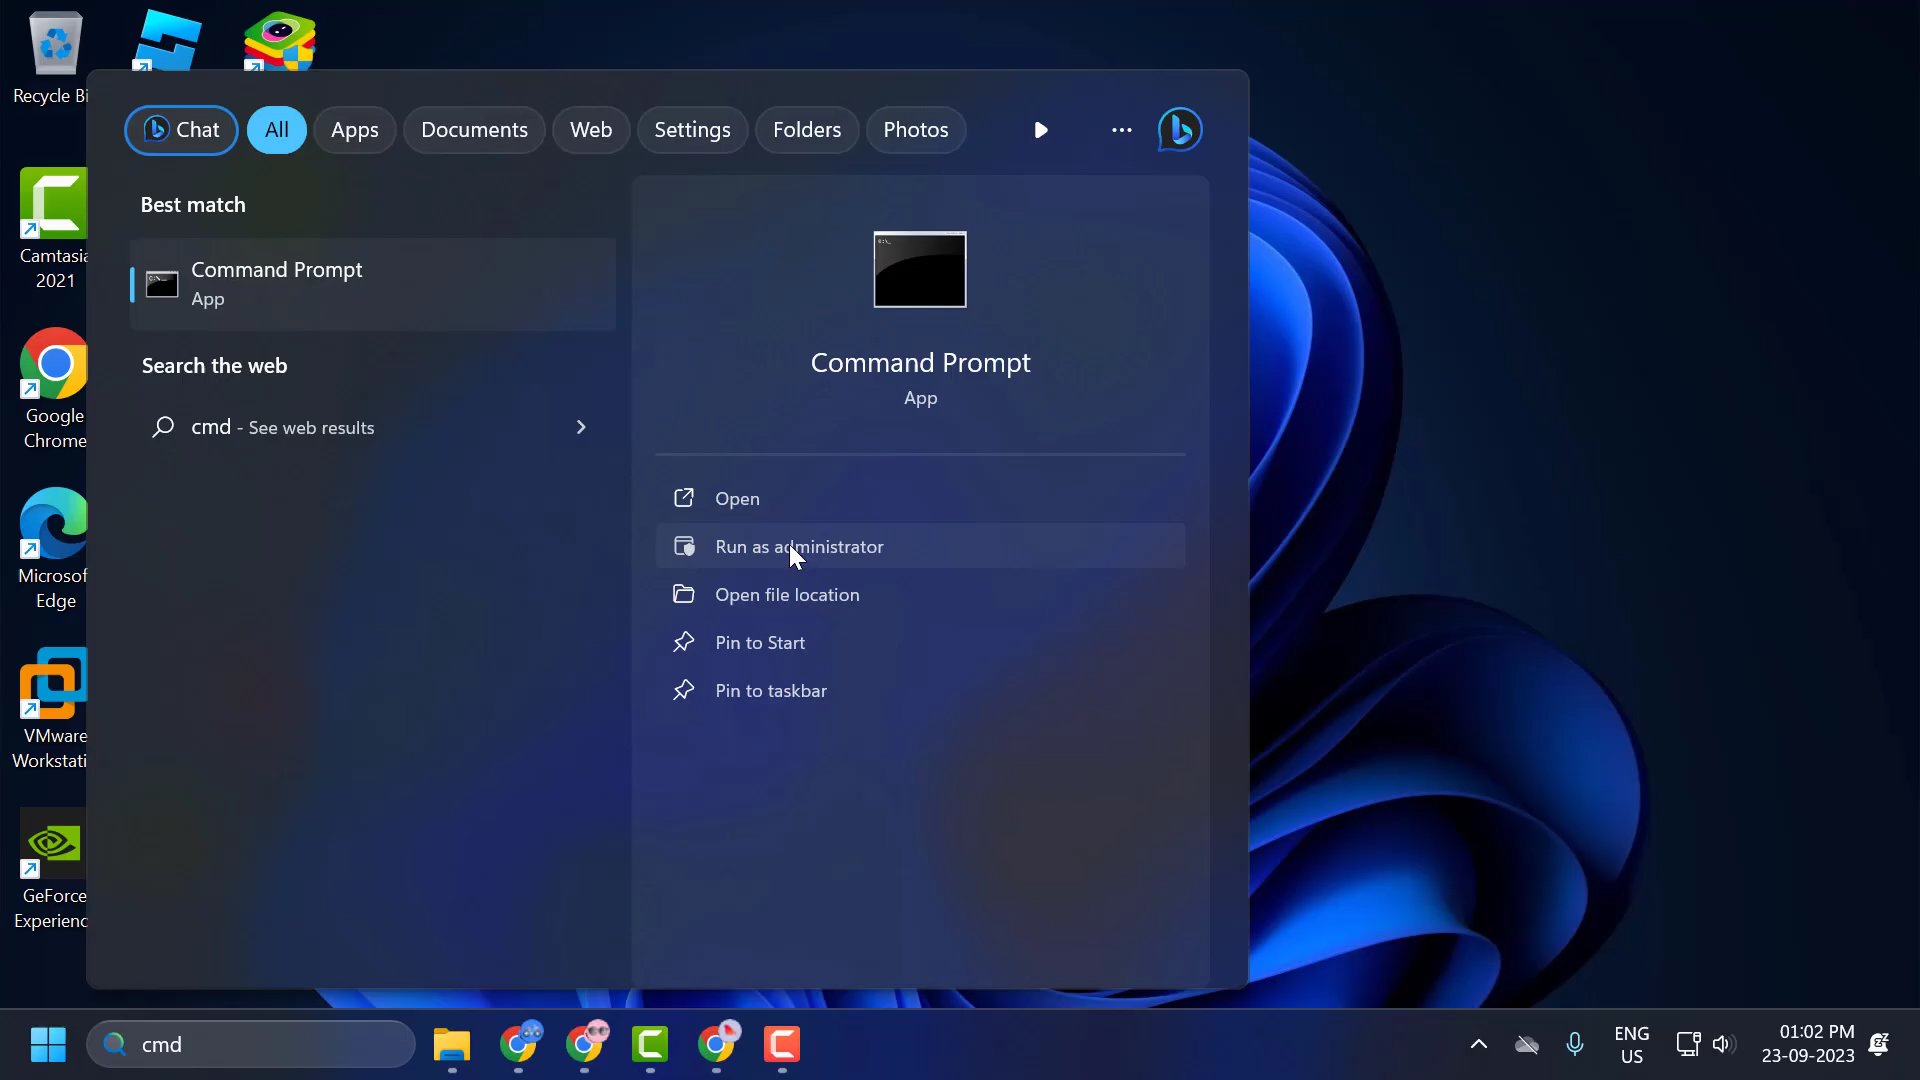 Recycle Bi
Chat
All
Apps
Documents
Web
Settings
Folders
Photos
Best match
Command Prompt
App
Search the web
cmd - See web results
Command Prompt
App
Open
Run as administrator
Open file location
Pin to Start
Pin to taskbar
Camtasia
2021
Google
Chrome
Microsof
Edge
VMware
Workstati
GeForce
Experienc
cmd
ENG
US
01:02 PM
23-09-2023